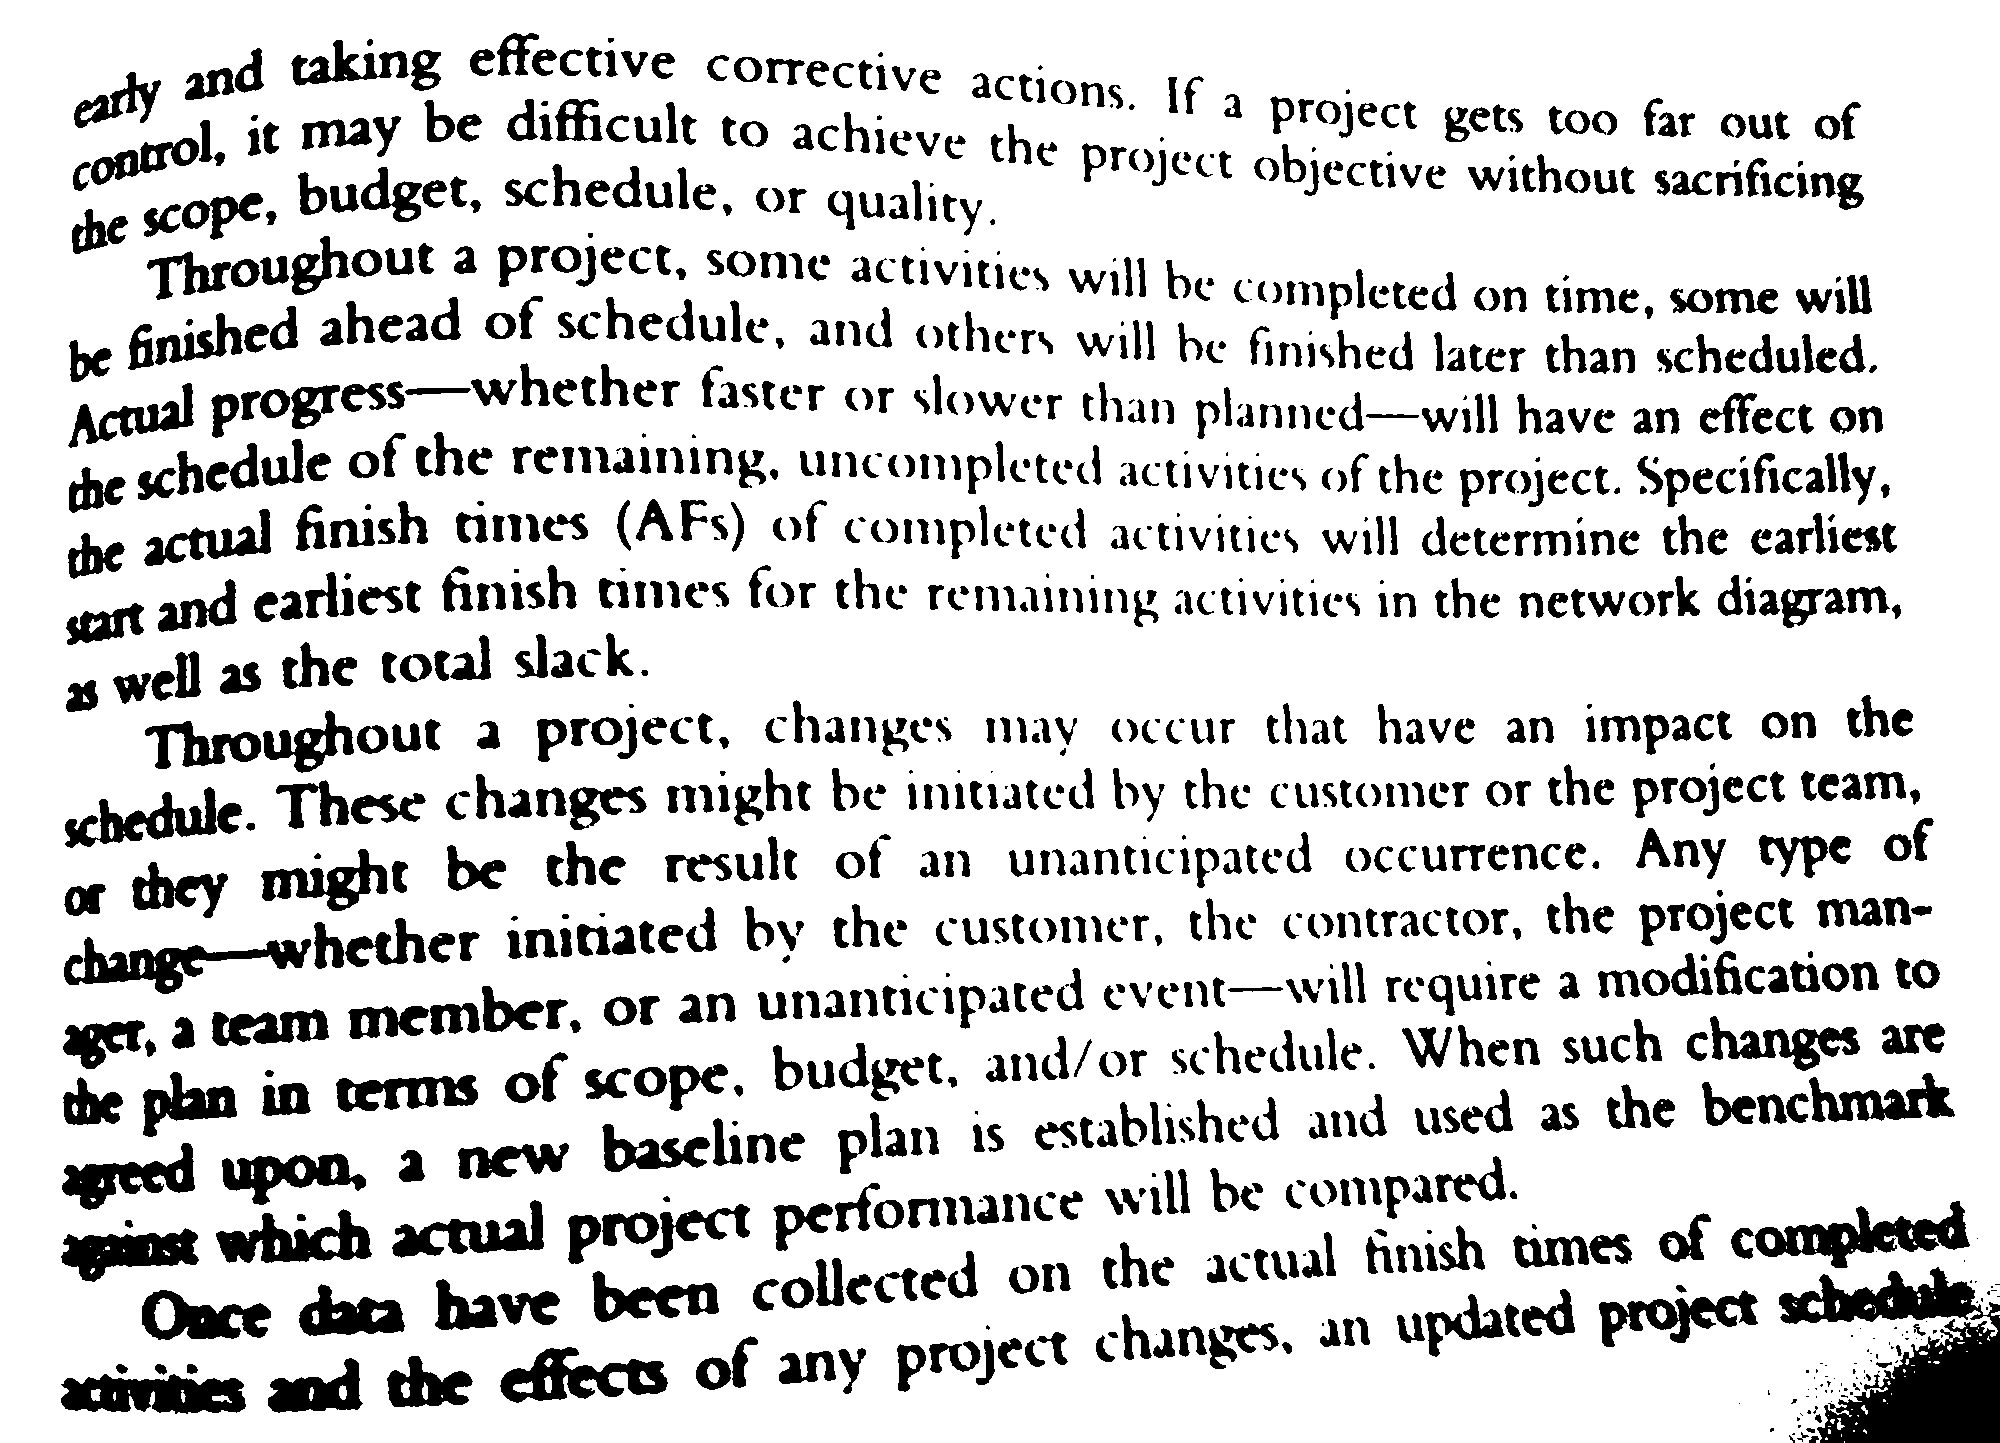 early and taking effective corrective actions. If a project gets too far out of
control, it may be difficult to achieve the project objective without sacrificing
the scope, budget, schedule, or quality.
Throughout a project, some activities will be completed on time, some will
be finished ahead of schedule, and others will be finished later than scheduled.
Actual progress—whether faster or slower than planned—will have an effect on
the schedule of the remaining, uncompleted activities of the project. Specifically,
the actual finish times (AFs) of completed activities will determine the earliest
start and earliest finish times for the remaining activities in the network diagram,
as well as the total slack.
Throughout a project, changes may occur that have an impact on the
schedule. These changes might be initiated by the customer or the project team,
or they might be the result of an unanticipated occurrence. Any type of
change—whether initiated by the customer, the contractor, the project man-
ager, a team member, or an unanticipated event—will require a modification to
the plan in terms of scope, budget, and/or schedule. When such changes are
agreed upon, a new baseline plan is established and used as the benchmark
against which actual project performance will be compared.
Once data have been collected on the actual finish times of completed
activities and the effects of any project changes, an updated project schedule